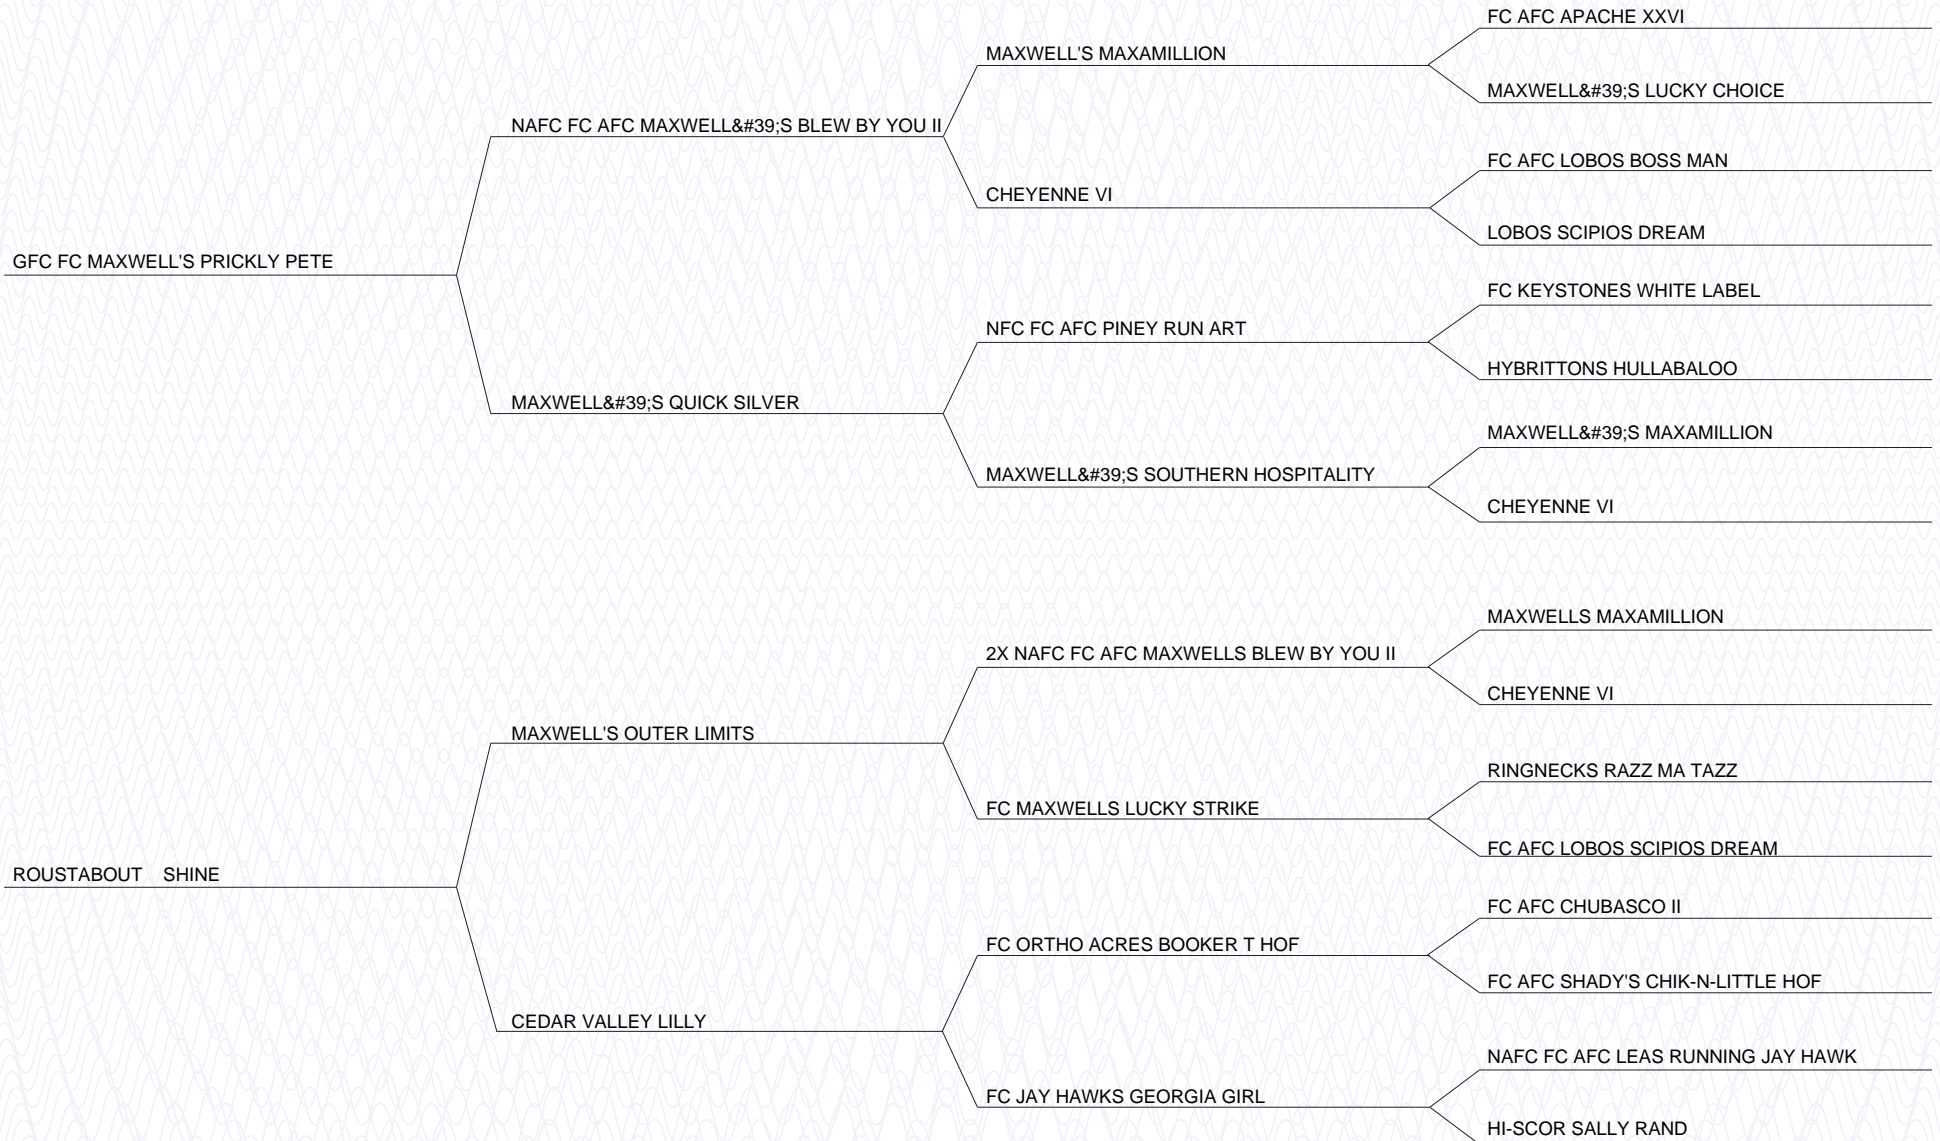 FC AFC APACHE XXVI
MAXWELL'S MAXAMILLION
MAXWELL&#39;S LUCKY CHOICE
NAFC FC AFC MAXWELL&#39;S BLEW BY YOU II
FC AFC LOBOS BOSS MAN
CHEYENNE VI
LOBOS SCIPIOS DREAM
GFC FC MAXWELL'S PRICKLY PETE
FC KEYSTONES WHITE LABEL
NFC FC AFC PINEY RUN ART
HYBRITTONS HULLABALOO
MAXWELL&#39;S QUICK SILVER
MAXWELL&#39;S MAXAMILLION
MAXWELL&#39;S SOUTHERN HOSPITALITY
CHEYENNE VI
MAXWELLS MAXAMILLION
2X NAFC FC AFC MAXWELLS BLEW BY YOU II
CHEYENNE VI
MAXWELL'S OUTER LIMITS
RINGNECKS RAZZ MA TAZZ
FC MAXWELLS LUCKY STRIKE
FC AFC LOBOS SCIPIOS DREAM
ROUSTABOUT    SHINE
FC AFC CHUBASCO II
FC ORTHO ACRES BOOKER T HOF
FC AFC SHADY'S CHIK-N-LITTLE HOF
CEDAR VALLEY LILLY
NAFC FC AFC LEAS RUNNING JAY HAWK
FC JAY HAWKS GEORGIA GIRL
HI-SCOR SALLY RAND